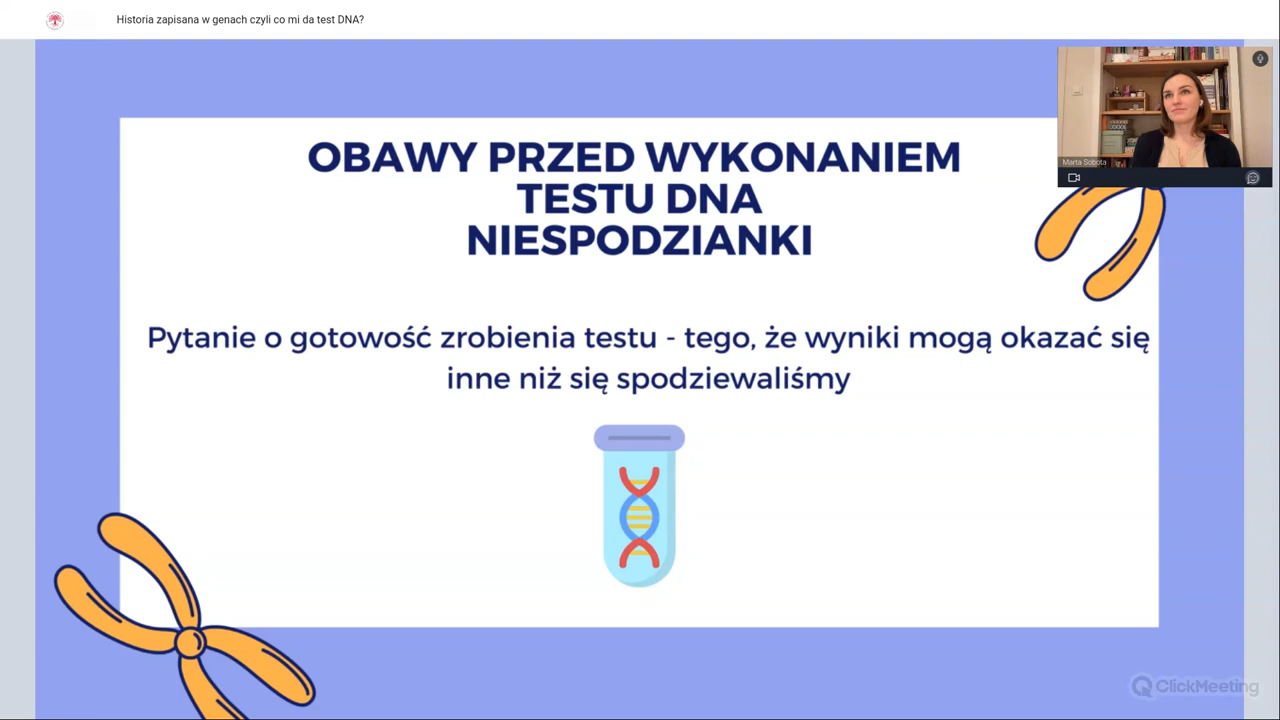 Historia zapisana w genach czyli co mi da test DNA?
Marta Sobota
OBAWY PRZED WYKONANIEM
TESTU DNA
NIESPODZIANKI
Pytanie o gotowość zrobienia testu - tego, że wyniki mogą okazać się
inne niż się spodziewaliśmy
ClickMeeting